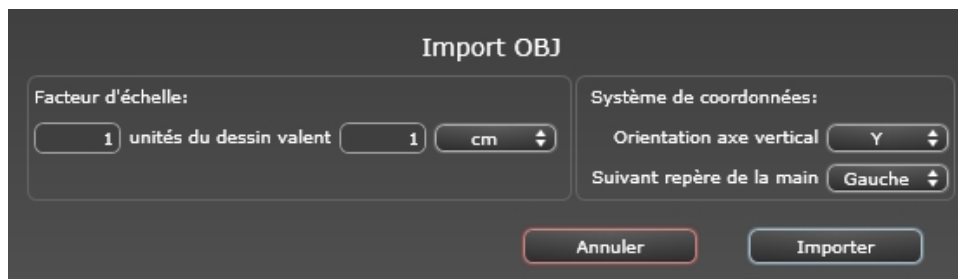 Import OBJ
Facteur d'échelle:
1 unités du dessin valent 1 cm
Système de coordonnées:
Orientation axe vertical Y
Suivant repère de la main Gauche
Annuler Importer